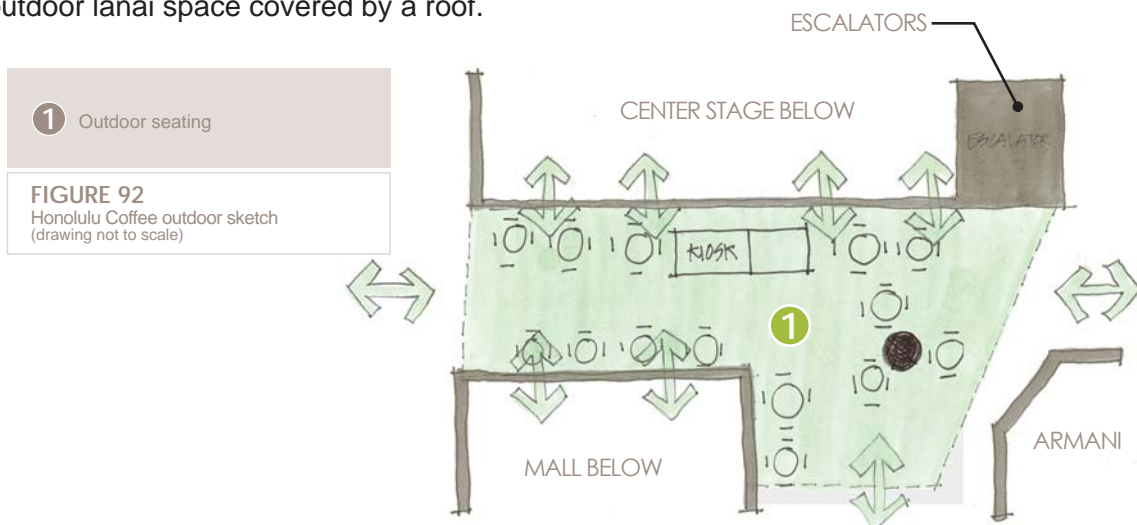 outdoor lanai space covered by a roof.
ESCALATORS
1 Outdoor seating
FIGURE 92
Honolulu Coffee outdoor sketch
(drawing not to scale)
CENTER STAGE BELOW
ESCALATOR
KIOSK
1
MALL BELOW
ARMANI